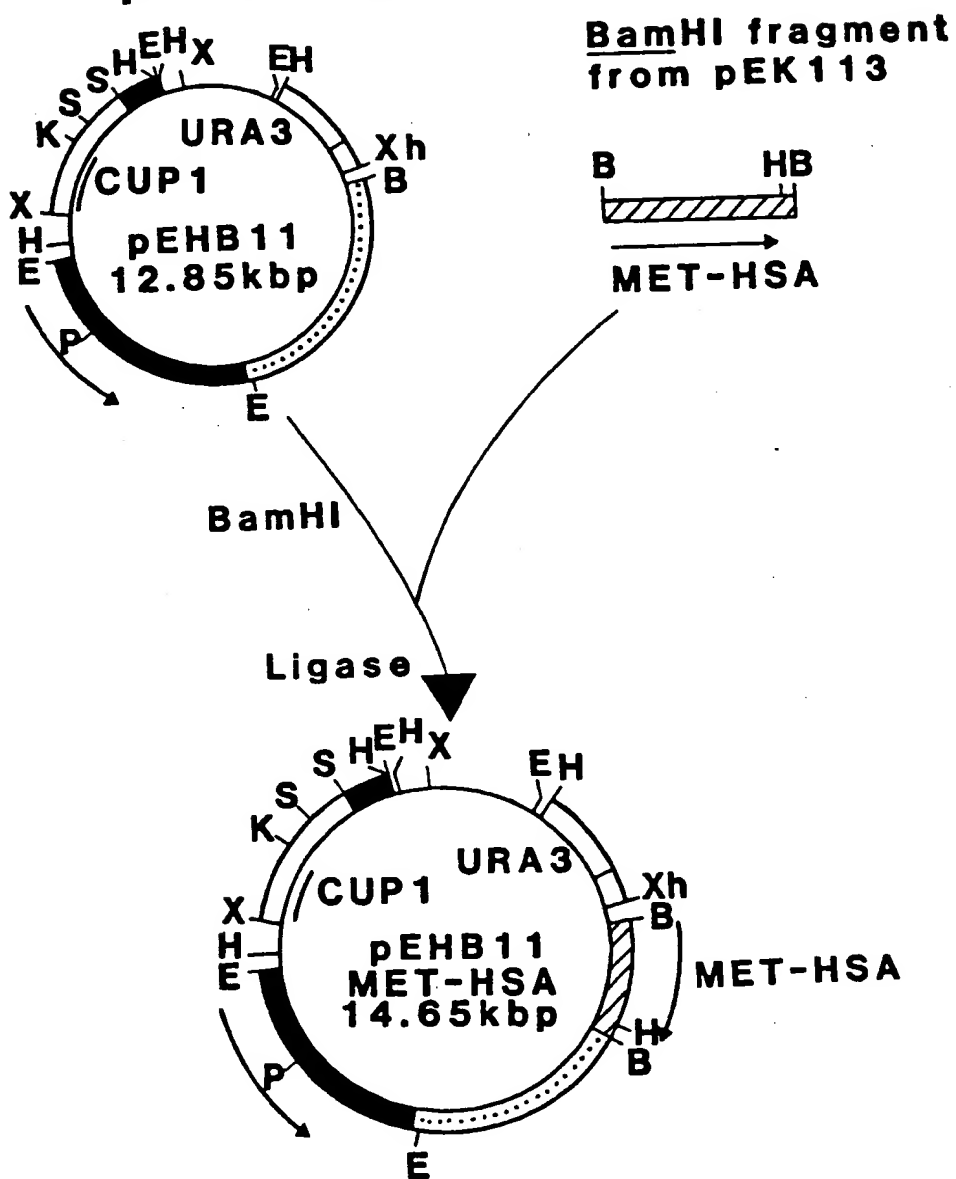 BamHI fragment
from pEK113
H E H X
S
S
K
E H
URA3
Xh
B
CUP1
X
H
E
pEHB11
12.85kbp
P
E
B
H B
MET-HSA
BamHI
Ligase
H E H X
S
S
K
E H
URA3
Xh
B
CUP1
X
H
E
pEHB11
MET-HSA
14.65kbp
MET-HSA
H
B
P
E